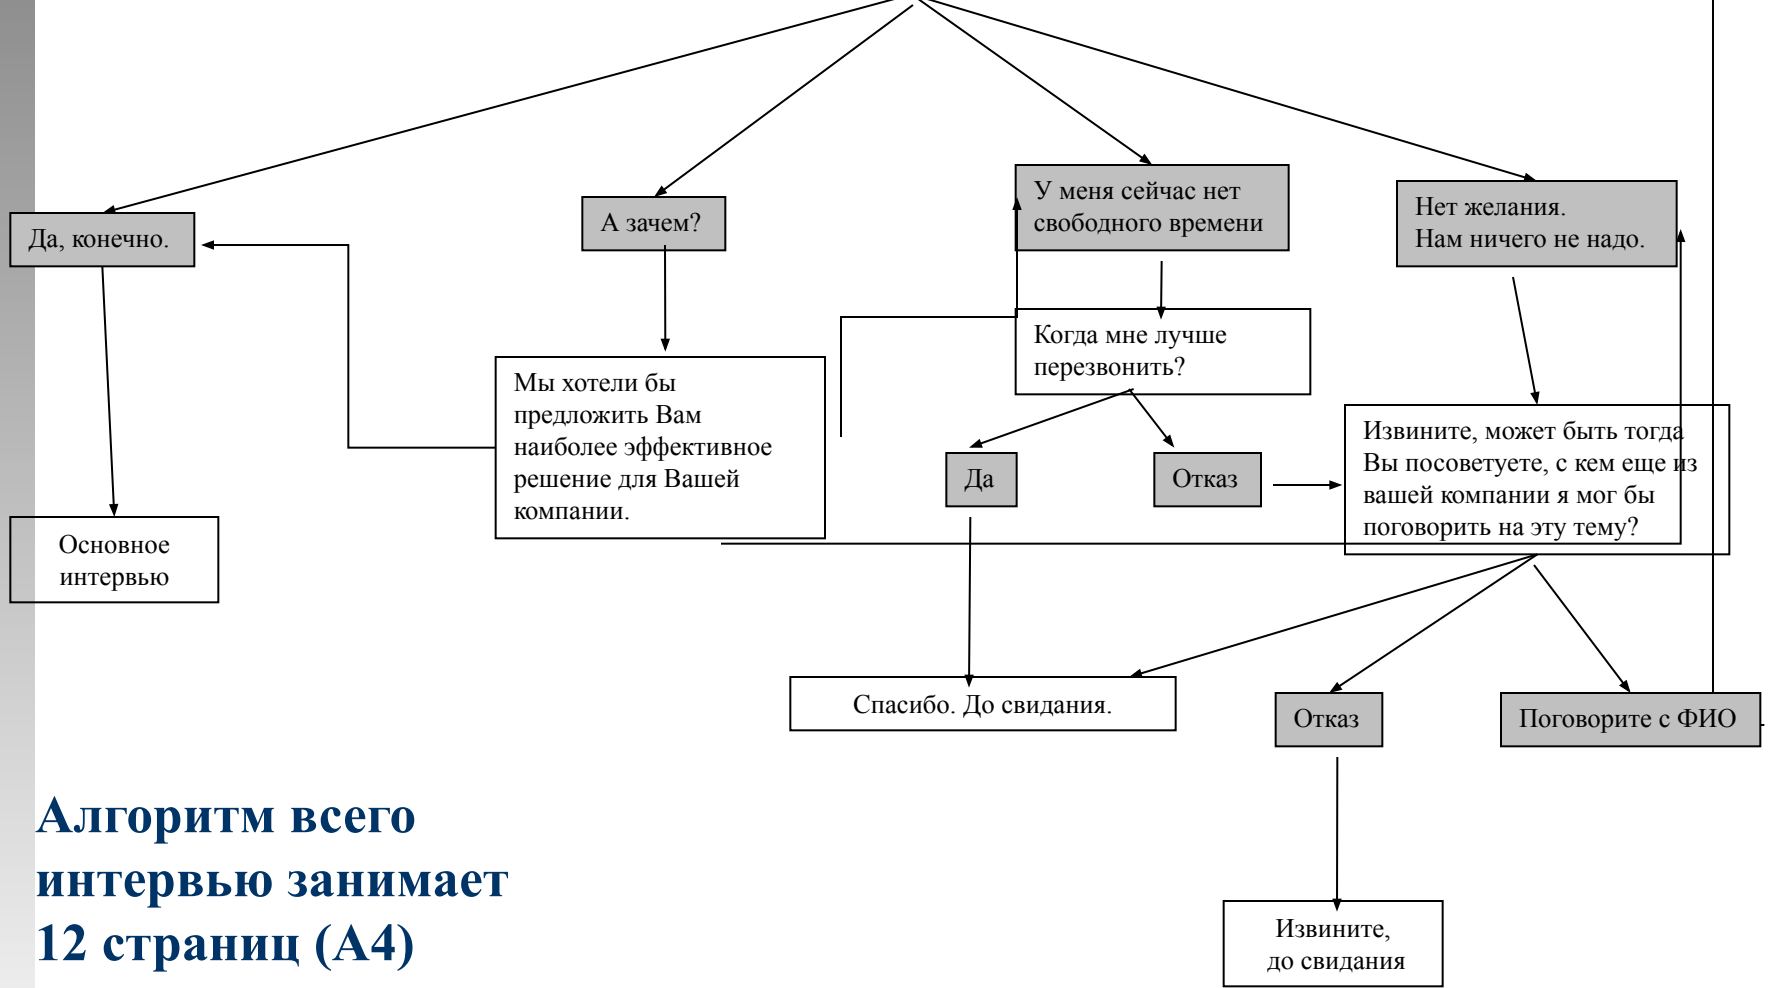 У меня сейчас нет
свободного времени
Нет желания.
Нам ничего не надо.
А зачем?
Да, конечно.
Когда мне лучше
перезвонить?
Мы хотели бы
предложить Вам
наиболее эффективное
решение для Вашей
компании.
Извините, может быть тогда
Вы посоветуете, с кем еще из
вашей компании я мог бы
поговорить на эту тему?
Да
Отказ
Основное
интервью
Спасибо. До свидания.
Отказ
Поговорите с ФИО
Алгоритм всего
интервью занимает
12 страниц (А4)
Извините,
до свидания